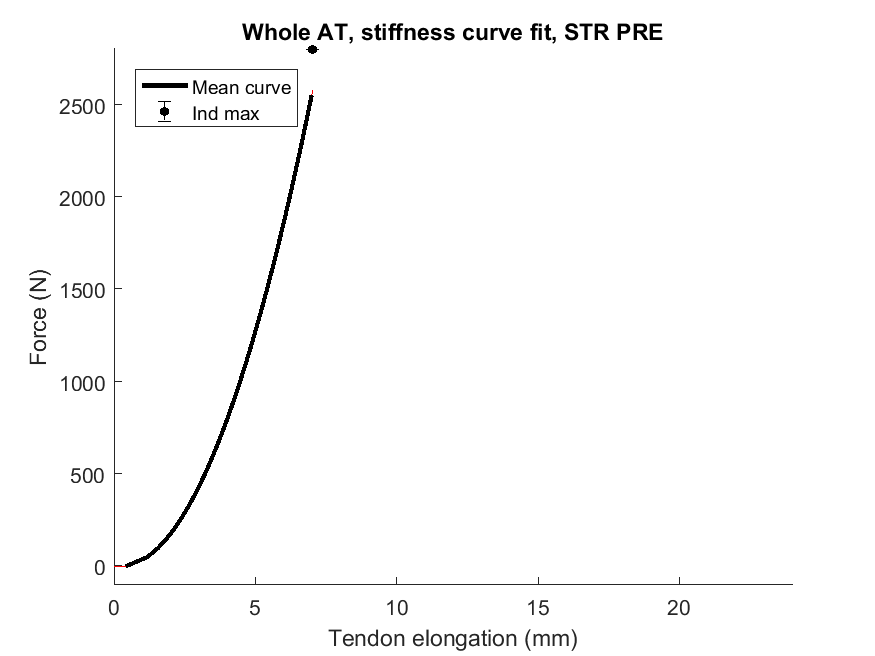 Whole AT, stiffness curve fit, STR PRE
Mean curve
Ind max
2500
2000
1500
1000
500
0
Force (N)
0 5 10 15 20
Tendon elongation (mm)